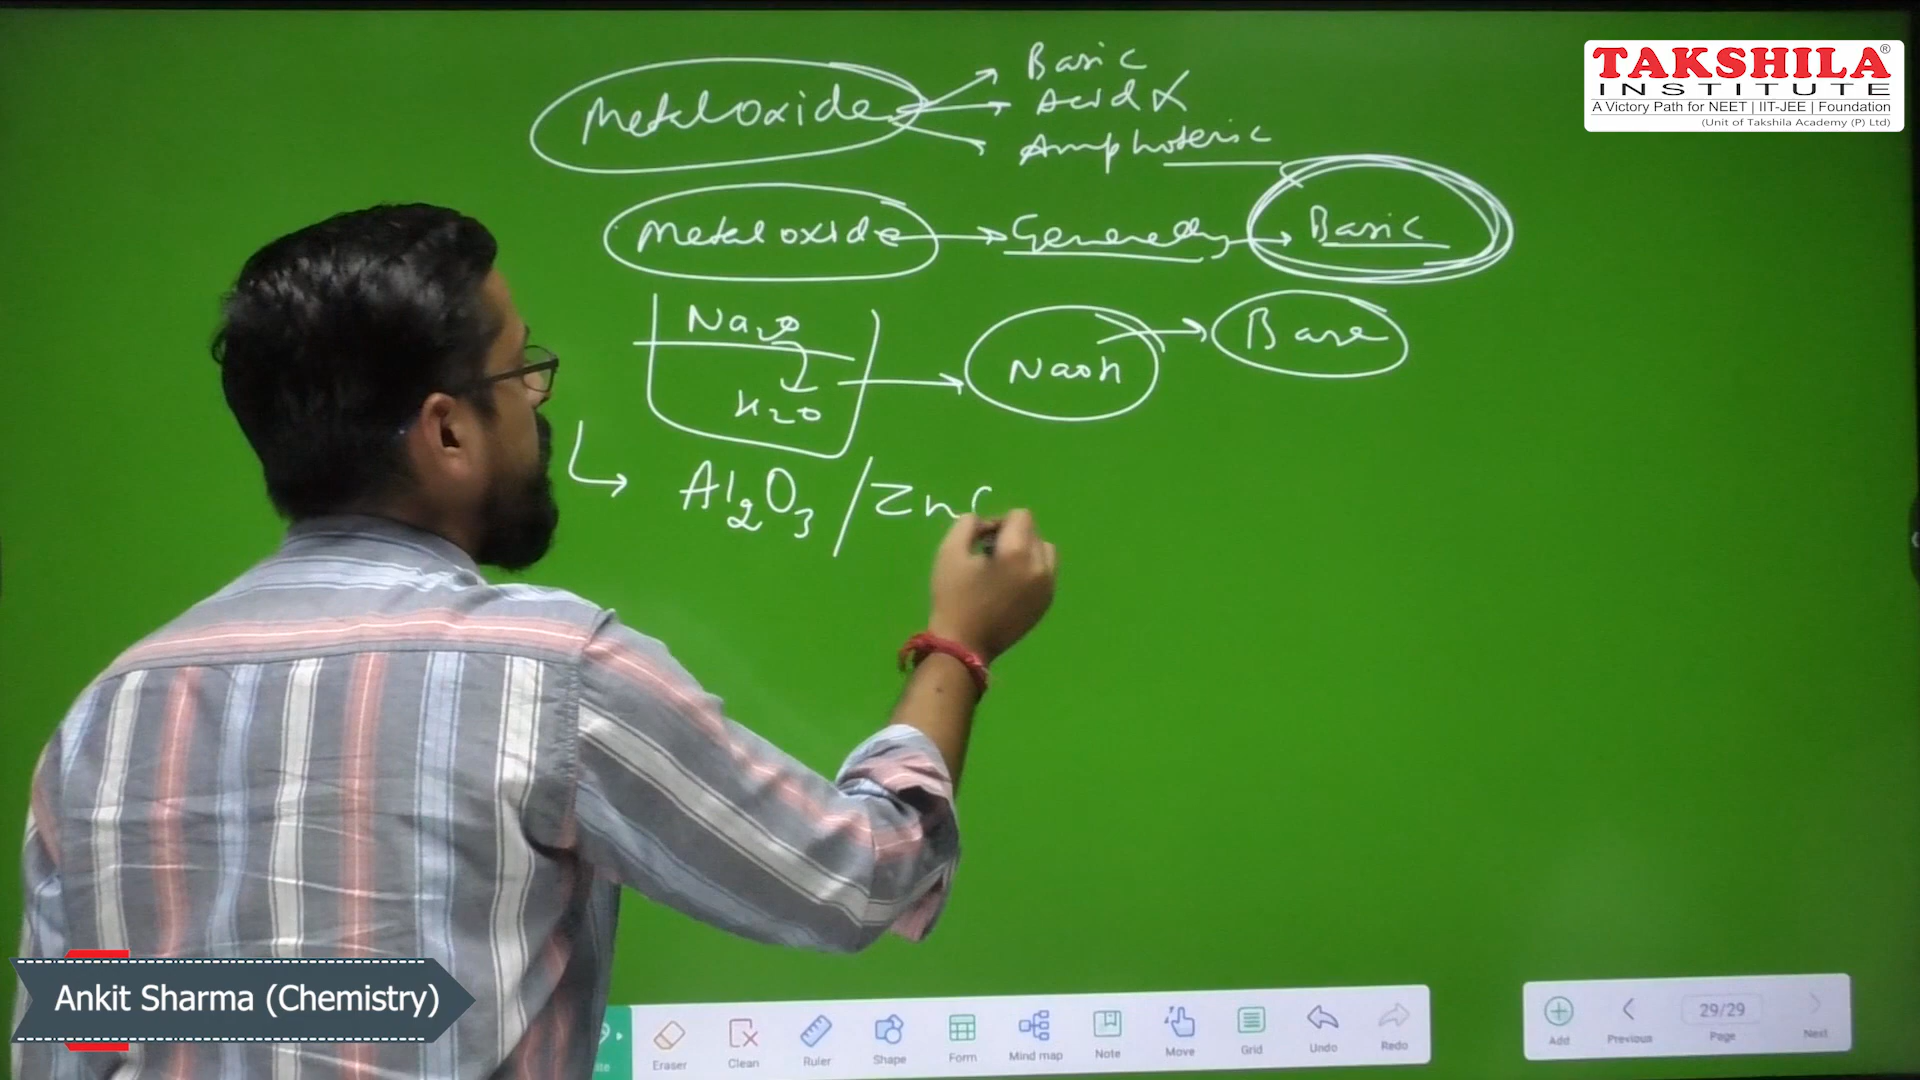 Basic
Metal oxide
Acid X
Amphoteric
Metal oxide → Generally → Basic
Na2O
H2O
NaOH
Base
Al2O3 / ZnO
TAKSHILA®
INSTITUTE
A Victory Path for NEET | IIT-JEE | Foundation
(Unit of Takshila Academy (P) Ltd)
Ankit Sharma (Chemistry)
Eraser
Clean
Ruler
Shape
Form
Mind map
Note
Move
Grid
Undo
Redo
Add
Previous
29/29
Page
Next